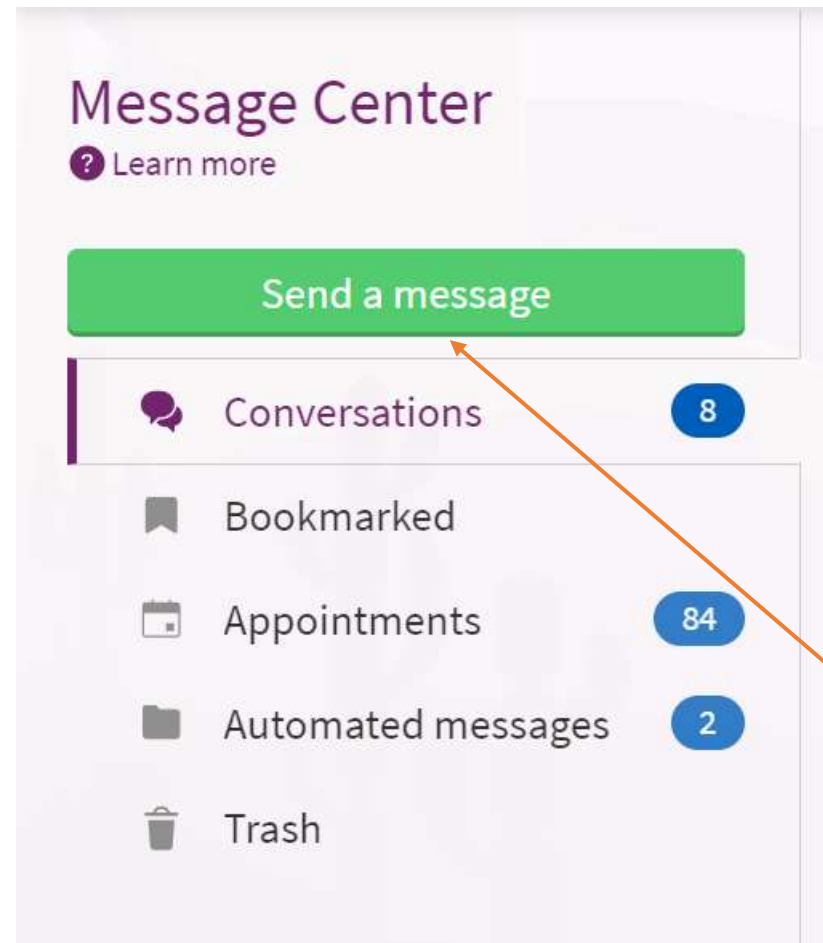 Message Center
? Learn more
Send a message
Conversations 8
Bookmarked
Appointments 84
Automated messages 2
Trash